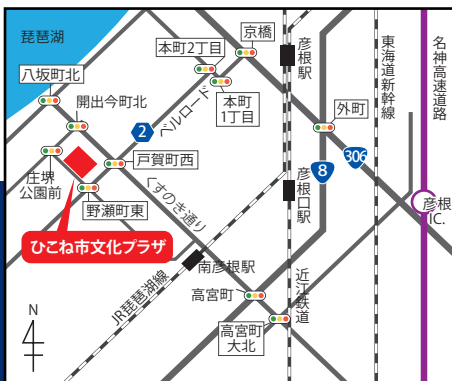 琵琶湖
八坂町北
開出今町北
庄堺
公園前
野瀬町東
ひこね市文化プラザ
戸賀町西
本町2丁目
本町
1丁目
京橋
2
ベルロード
くすのき通り
彦根駅
外町
8
306
東海道新幹線
名神高速道路
彦根
IC.
彦根口駅
南彦根駅
JR琵琶湖線
高宮町
高宮町
大北
近江鉄道
N